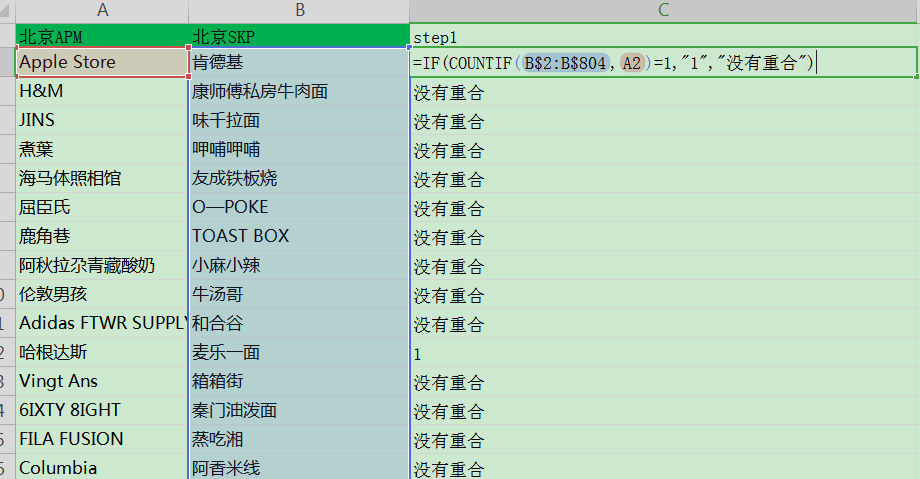 A B C
北京APM 北京SKP step1
Apple Store 肯德基 =IF(COUNTIF(B$2:B$804,A2)=1,"1","没有重合")
H&M 康师傅私房牛肉面 没有重合
JINS 味千拉面 没有重合
煮葉 呷哺呷哺 没有重合
海马体照相馆 友成铁板烧 没有重合
屈臣氏 O—POKE 没有重合
鹿角巷 TOAST BOX 没有重合
阿秋拉尕青藏酸奶 小麻小辣 没有重合
0 伦敦男孩 牛汤哥 没有重合
1 Adidas FTWR SUPPLY 和合谷 没有重合
2 哈根达斯 麦乐一面 1
3 Vingt Ans 箱箱街 没有重合
4 6IXTY 8IGHT 秦门油泼面 没有重合
5 FILA FUSION 蒸吃湘 没有重合
6 Columbia 阿香米线 没有重合